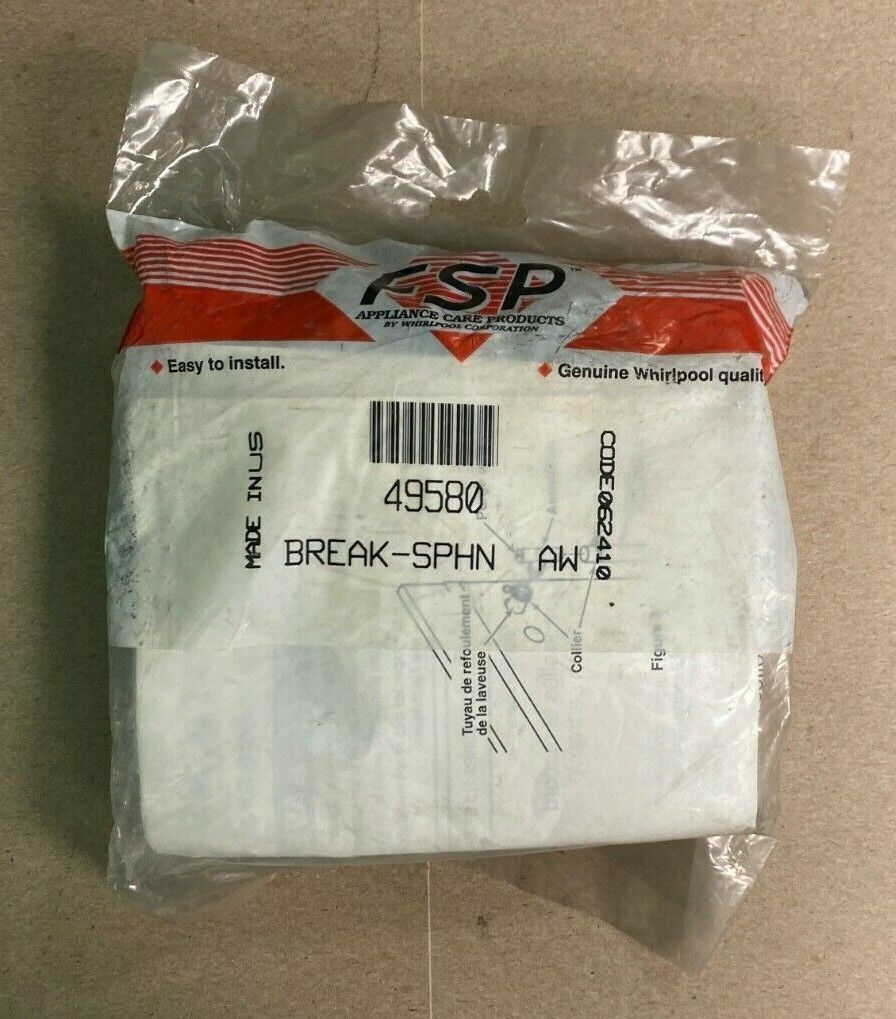 FSP™
APPLIANCE CARE PRODUCTS
BY WHIRLPOOL CORPORATION
Easy to install.
Genuine Whirlpool qualit
MADE IN US
49580
CODE062410
BREAK-SPHN AW
Tuyau de refoulement
de la laveuse
Collier